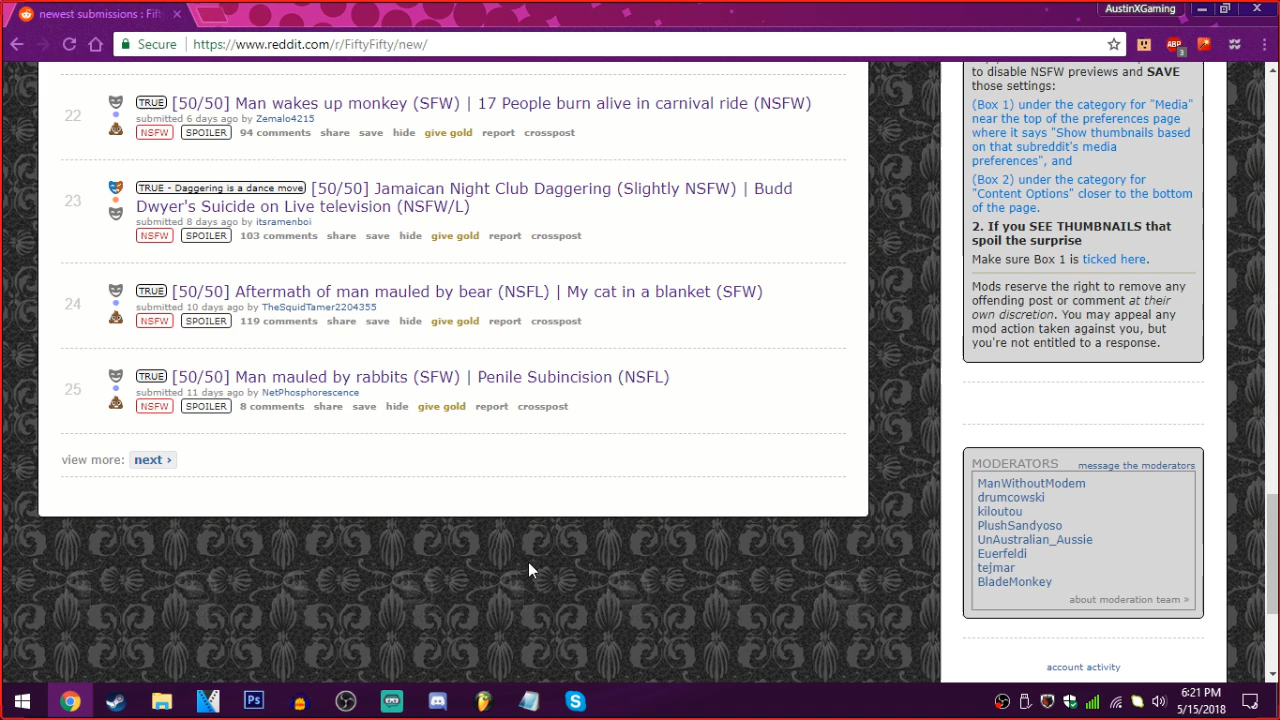 newest submissions : Fif
AustinXGaming
Secure
https://www.reddit.com/r/FiftyFifty/new/
ABP
3
22
TRUE [50/50] Man wakes up monkey (SFW) | 17 People burn alive in carnival ride (NSFW)
submitted 6 days ago by Zemalo4215
NSFW SPOILER 94 comments share save hide give gold report crosspost
23
TRUE - Daggering is a dance move [50/50] Jamaican Night Club Daggering (Slightly NSFW) | Budd
Dwyer's Suicide on Live television (NSFW/L)
submitted 8 days ago by itsramenboi
NSFW SPOILER 103 comments share save hide give gold report crosspost
24
TRUE [50/50] Aftermath of man mauled by bear (NSFL) | My cat in a blanket (SFW)
submitted 10 days ago by TheSquidTamer2204355
NSFW SPOILER 119 comments share save hide give gold report crosspost
25
TRUE [50/50] Man mauled by rabbits (SFW) | Penile Subincision (NSFL)
submitted 11 days ago by NetPhosphorescence
NSFW SPOILER 8 comments share save hide give gold report crosspost
view more: next ›
to disable NSFW previews and SAVE
those settings:
(Box 1) under the category for "Media"
near the top of the preferences page
where it says "Show thumbnails based
on that subreddit's media
preferences", and
(Box 2) under the category for
"Content Options" closer to the bottom
of the page.
2. If you SEE THUMBNAILS that
spoil the surprise
Make sure Box 1 is ticked here.
Mods reserve the right to remove any
offending post or comment at their
own discretion. You may appeal any
mod action taken against you, but
you're not entitled to a response.
MODERATORS message the moderators
ManWithoutModem
drumcowski
kiloutou
PlushSandyoso
UnAustralian_Aussie
Euerfeldi
tejmar
BladeMonkey
about moderation team »
account activity
Ps
6:21 PM
5/15/2018